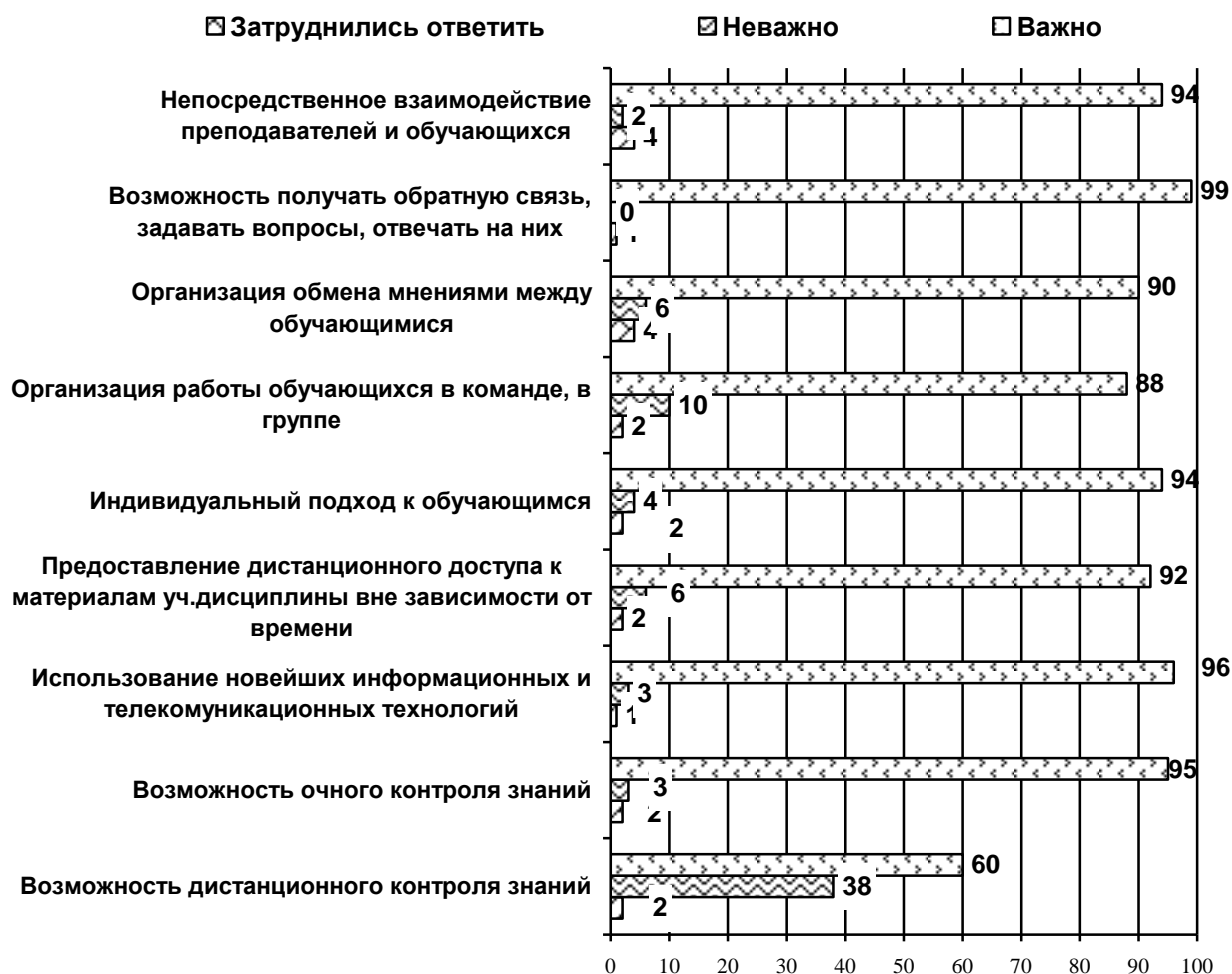 Затруднились ответить Неважно Важно
Непосредственное взаимодействие
преподавателей и обучающихся
94
2
4
Возможность получать обратную связь,
задавать вопросы, отвечать на них
99
0
Организация обмена мнениями между
обучающимися
90
6
4
Организация работы обучающихся в команде, в
группе
88
10
2
Индивидуальный подход к обучающимся
94
4
2
Предоставление дистанционного доступа к
материалам уч.дисциплины вне зависимости от
времени
92
6
2
Использование новейших информационных и
телекомуникационных технологий
96
3
1
Возможность очного контроля знаний
95
3
2
Возможность дистанционного контроля знаний
60
38
2
0 10 20 30 40 50 60 70 80 90 100